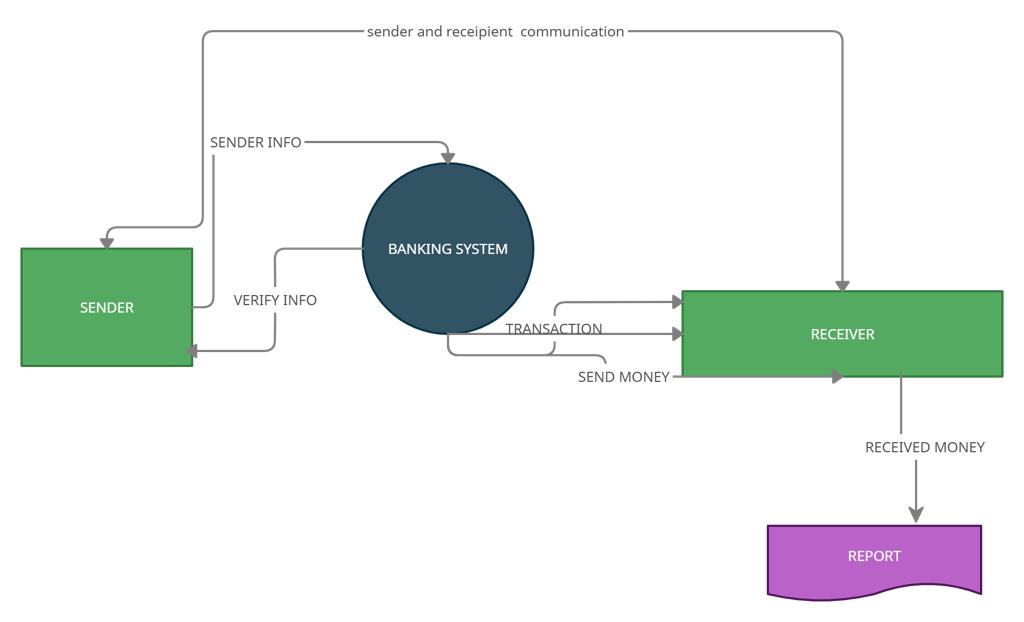 sender and receipient  communication
SENDER INFO
BANKING SYSTEM
VERIFY INFO
SENDER
TRANSACTION
RECEIVER
SEND MONEY
RECEIVED MONEY
REPORT